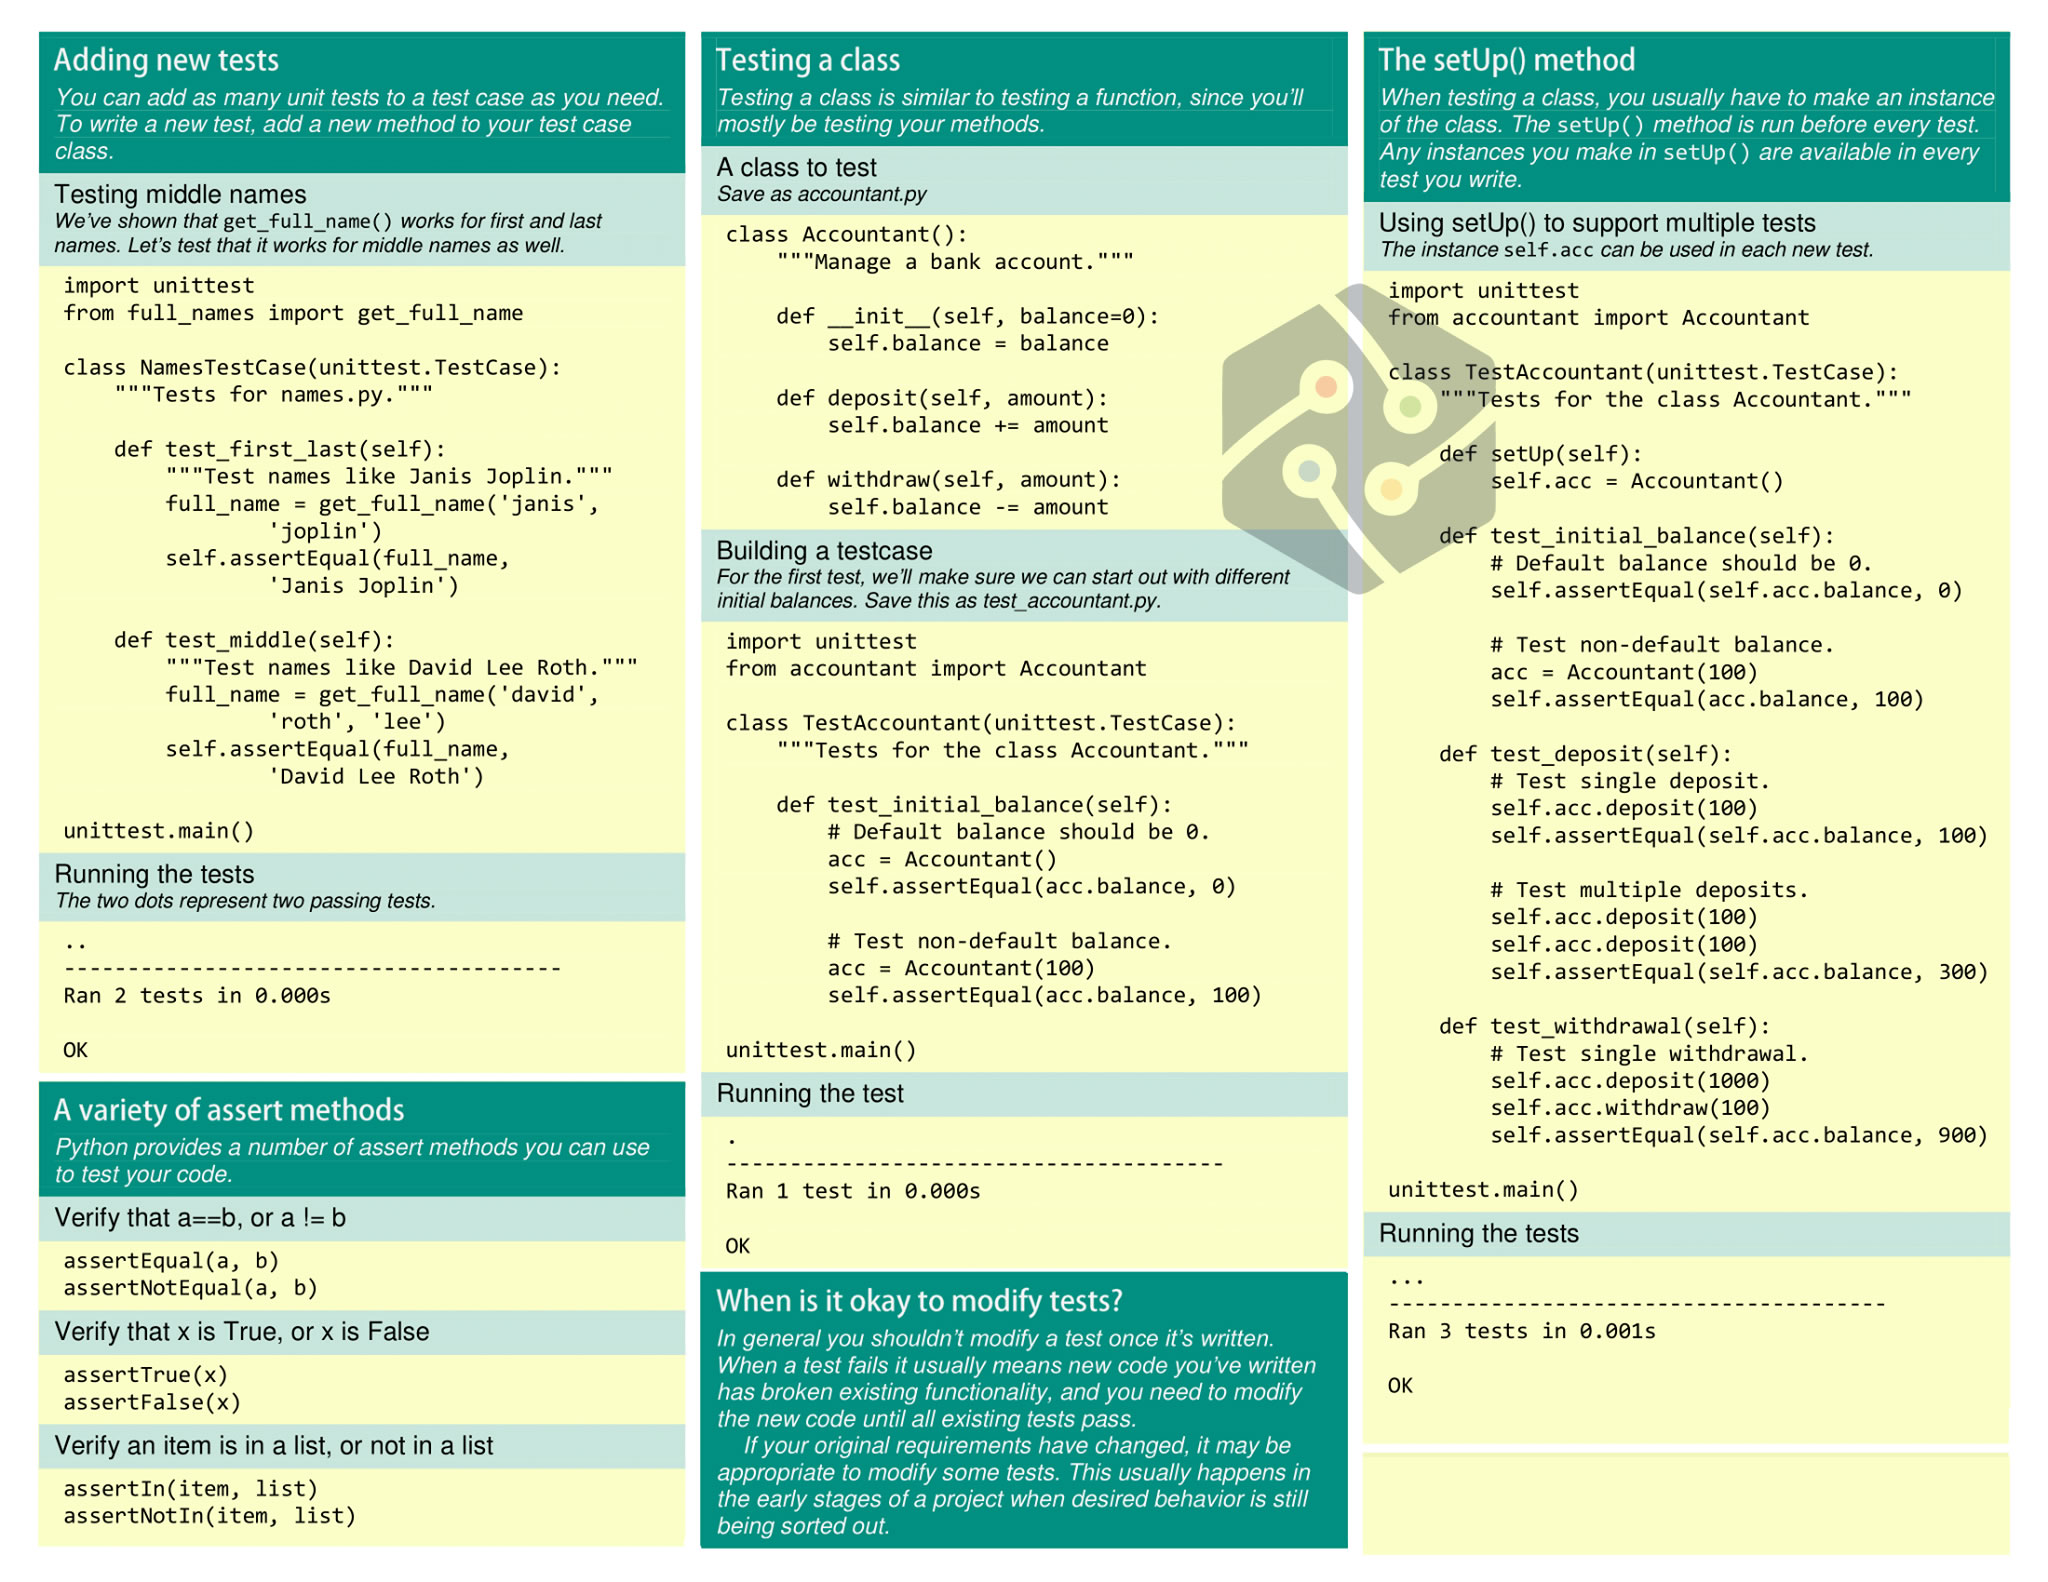 Adding new tests
You can add as many unit tests to a test case as you need.
To write a new test, add a new method to your test case
class.
Testing middle names
We’ve shown that get_full_name() works for first and last
names. Let’s test that it works for middle names as well.
import unittest
from full_names import get_full_name

class NamesTestCase(unittest.TestCase):
    """Tests for names.py."""

    def test_first_last(self):
        """Test names like Janis Joplin."""
        full_name = get_full_name('janis',
                'joplin')
        self.assertEqual(full_name,
                'Janis Joplin')

    def test_middle(self):
        """Test names like David Lee Roth."""
        full_name = get_full_name('david',
                'roth', 'lee')
        self.assertEqual(full_name,
                'David Lee Roth')

unittest.main()
Running the tests
The two dots represent two passing tests.
..
---------------------------------------
Ran 2 tests in 0.000s

OK
A variety of assert methods
Python provides a number of assert methods you can use
to test your code.
Verify that a==b, or a != b
assertEqual(a, b)
assertNotEqual(a, b)
Verify that x is True, or x is False
assertTrue(x)
assertFalse(x)
Verify an item is in a list, or not in a list
assertIn(item, list)
assertNotIn(item, list)
Testing a class
Testing a class is similar to testing a function, since you’ll
mostly be testing your methods.
A class to test
Save as accountant.py
class Accountant():
    """Manage a bank account."""

    def __init__(self, balance=0):
        self.balance = balance

    def deposit(self, amount):
        self.balance += amount

    def withdraw(self, amount):
        self.balance -= amount
Building a testcase
For the first test, we’ll make sure we can start out with different
initial balances. Save this as test_accountant.py.
import unittest
from accountant import Accountant

class TestAccountant(unittest.TestCase):
    """Tests for the class Accountant."""

    def test_initial_balance(self):
        # Default balance should be 0.
        acc = Accountant()
        self.assertEqual(acc.balance, 0)

        # Test non-default balance.
        acc = Accountant(100)
        self.assertEqual(acc.balance, 100)

unittest.main()
Running the test
.
---------------------------------------
Ran 1 test in 0.000s

OK
When is it okay to modify tests?
In general you shouldn’t modify a test once it’s written.
When a test fails it usually means new code you’ve written
has broken existing functionality, and you need to modify
the new code until all existing tests pass.
If your original requirements have changed, it may be
appropriate to modify some tests. This usually happens in
the early stages of a project when desired behavior is still
being sorted out.
The setUp() method
When testing a class, you usually have to make an instance
of the class. The setUp() method is run before every test.
Any instances you make in setUp() are available in every
test you write.
Using setUp() to support multiple tests
The instance self.acc can be used in each new test.
import unittest
from accountant import Accountant

class TestAccountant(unittest.TestCase):
    """Tests for the class Accountant."""

    def setUp(self):
        self.acc = Accountant()

    def test_initial_balance(self):
        # Default balance should be 0.
        self.assertEqual(self.acc.balance, 0)

        # Test non-default balance.
        acc = Accountant(100)
        self.assertEqual(acc.balance, 100)

    def test_deposit(self):
        # Test single deposit.
        self.acc.deposit(100)
        self.assertEqual(self.acc.balance, 100)

        # Test multiple deposits.
        self.acc.deposit(100)
        self.acc.deposit(100)
        self.assertEqual(self.acc.balance, 300)

    def test_withdrawal(self):
        # Test single withdrawal.
        self.acc.deposit(1000)
        self.acc.withdraw(100)
        self.assertEqual(self.acc.balance, 900)

unittest.main()
Running the tests
...
---------------------------------------
Ran 3 tests in 0.001s

OK